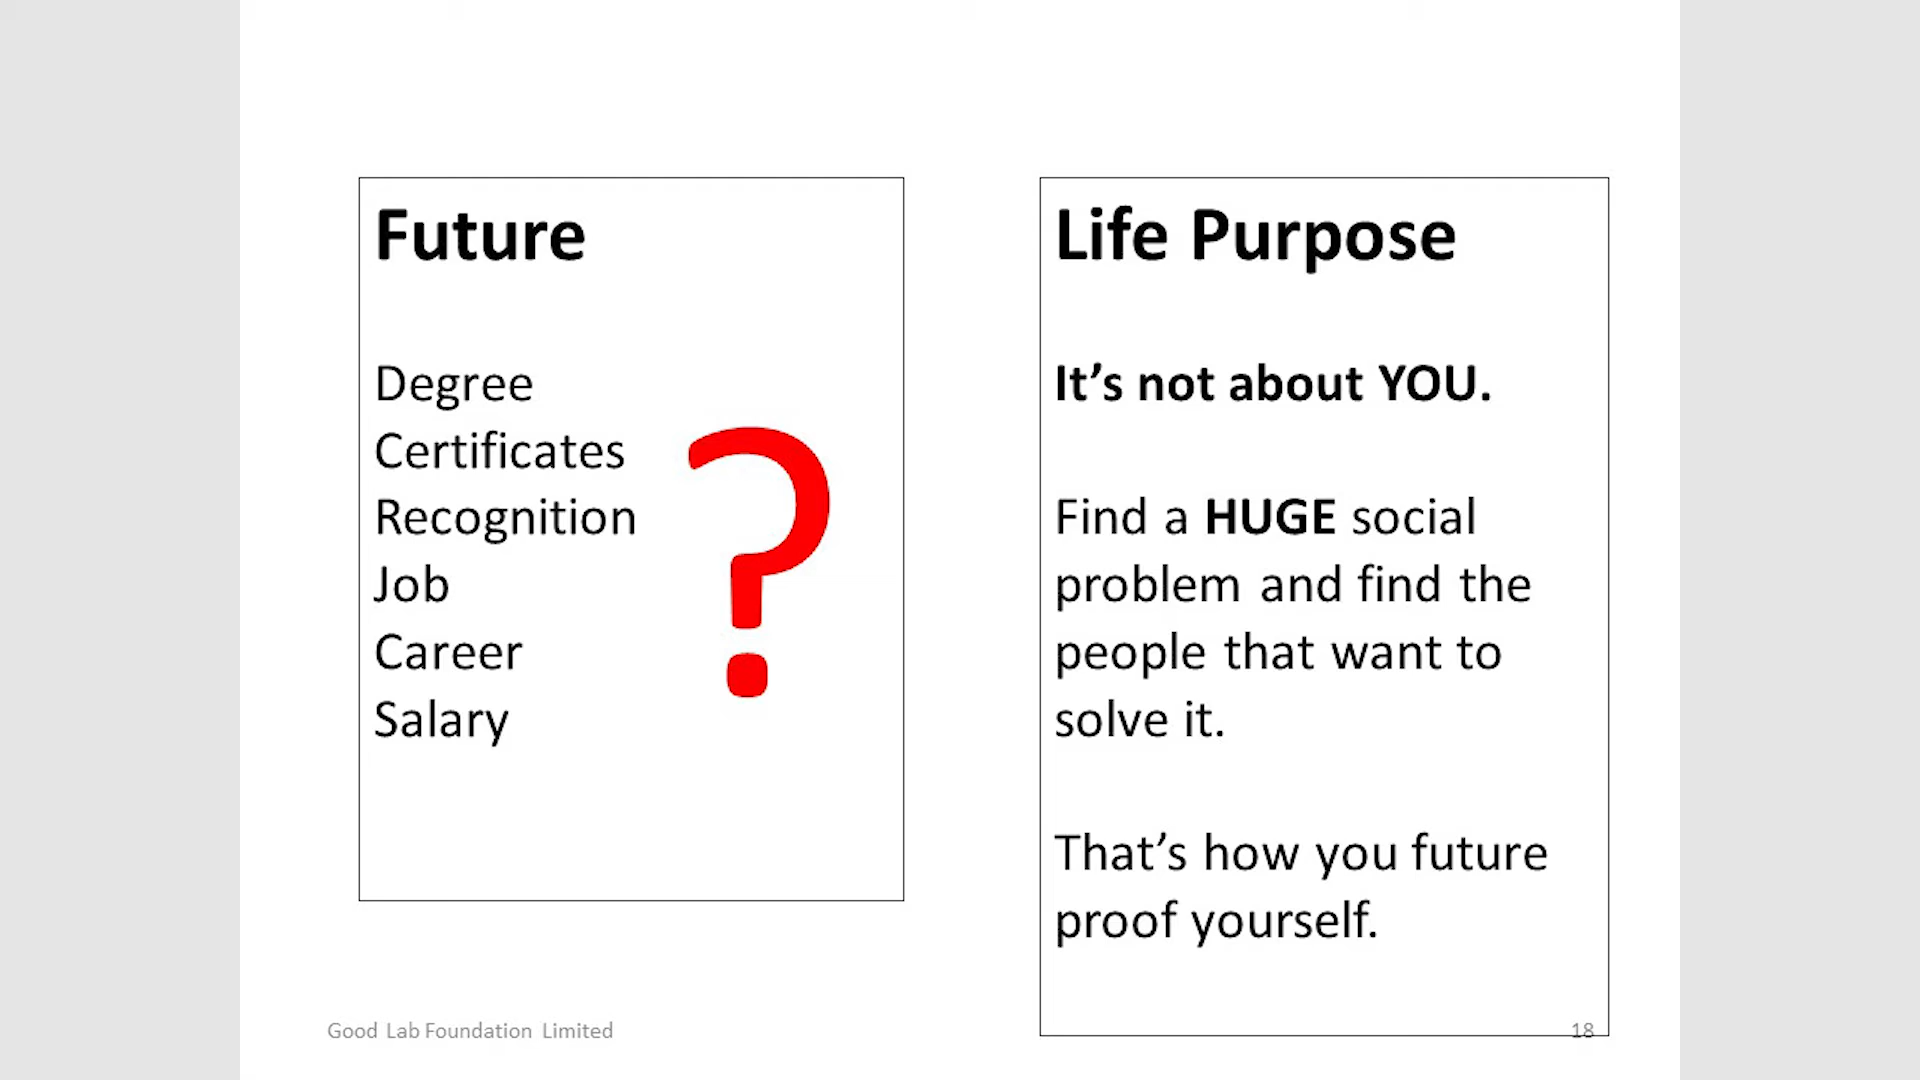 Future
Degree
Certificates
Recognition
Job
Career
Salary
?
Life Purpose
It’s not about YOU.
Find a HUGE social
problem and find the
people that want to
solve it.
That’s how you future
proof yourself.
Good Lab Foundation Limited
18